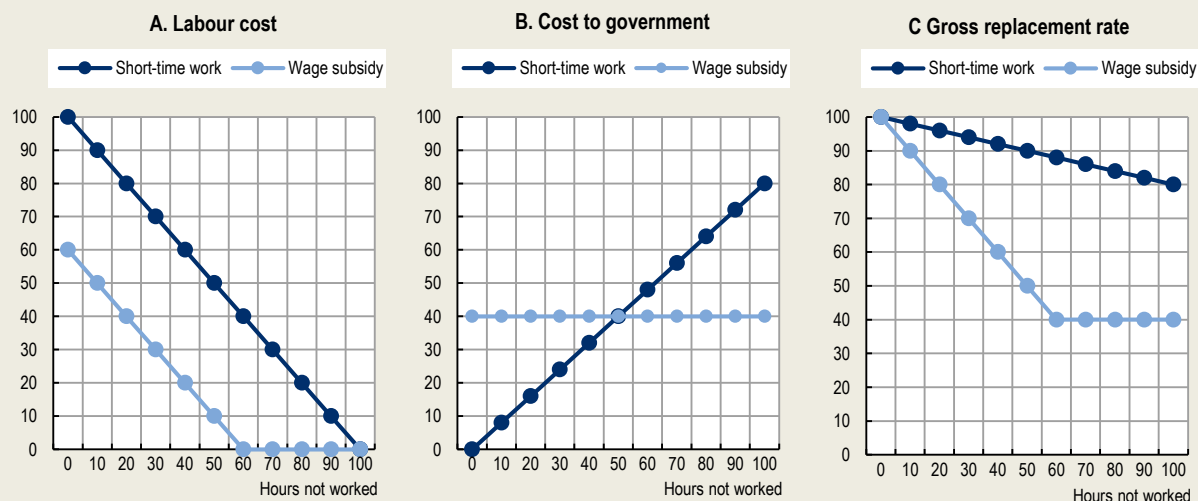 A. Labour cost
Short-time work Wage subsidy
100
90
80
70
60
50
40
30
20
10
0
0 10 20 30 40 50 60 70 80 90 100
Hours not worked
B. Cost to government
Short-time work Wage subsidy
100
90
80
70
60
50
40
30
20
10
0
0 10 20 30 40 50 60 70 80 90 100
Hours not worked
C Gross replacement rate
Short-time work Wage subsidy
100
90
80
70
60
50
40
30
20
10
0
0 10 20 30 40 50 60 70 80 90 100
Hours not worked